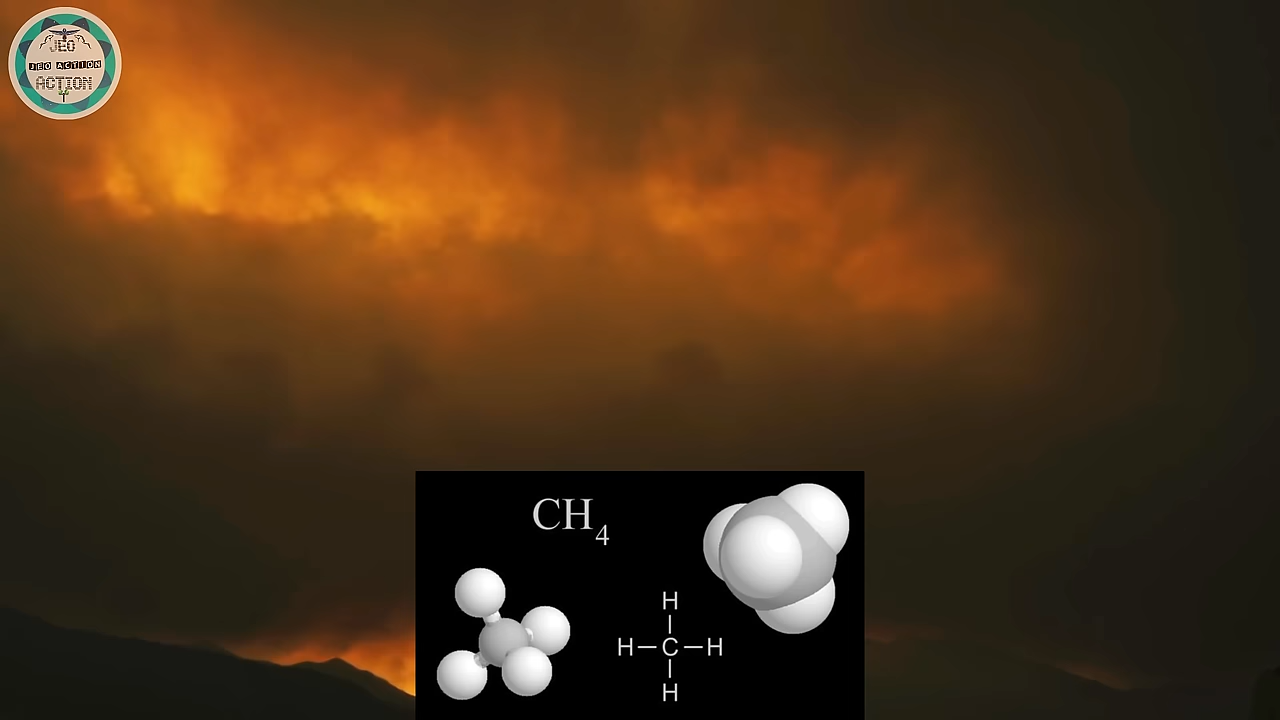 JEO
JEO ACTION
ACTION
CH4
H
H—C—H
H